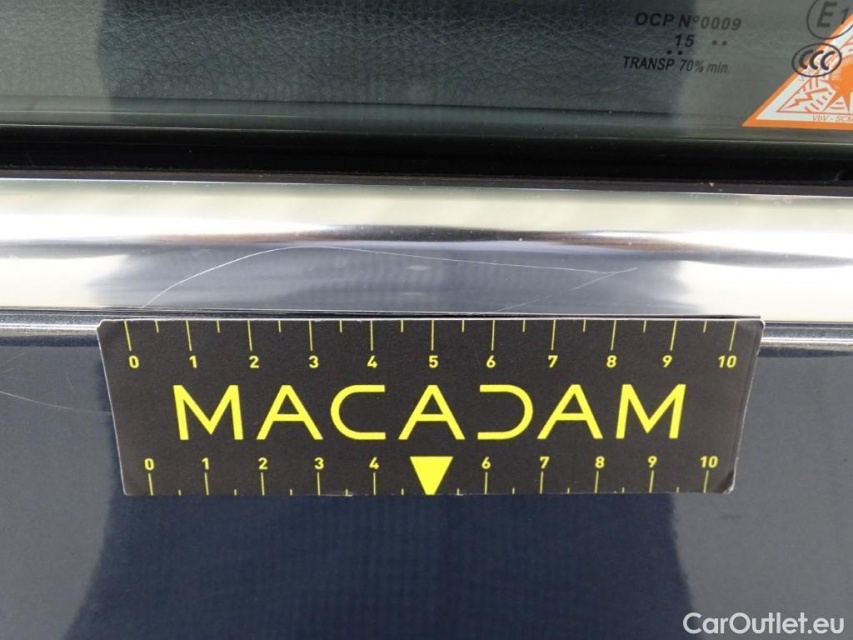 OCP Nº0009
15 ••
••
TRANSP 70% min.
E1
CCC
0 1 2 3 4 5 6 7 8 9 10
MACADAM
0 1 2 3 4 6 7 8 9 10
CarOutlet.eu